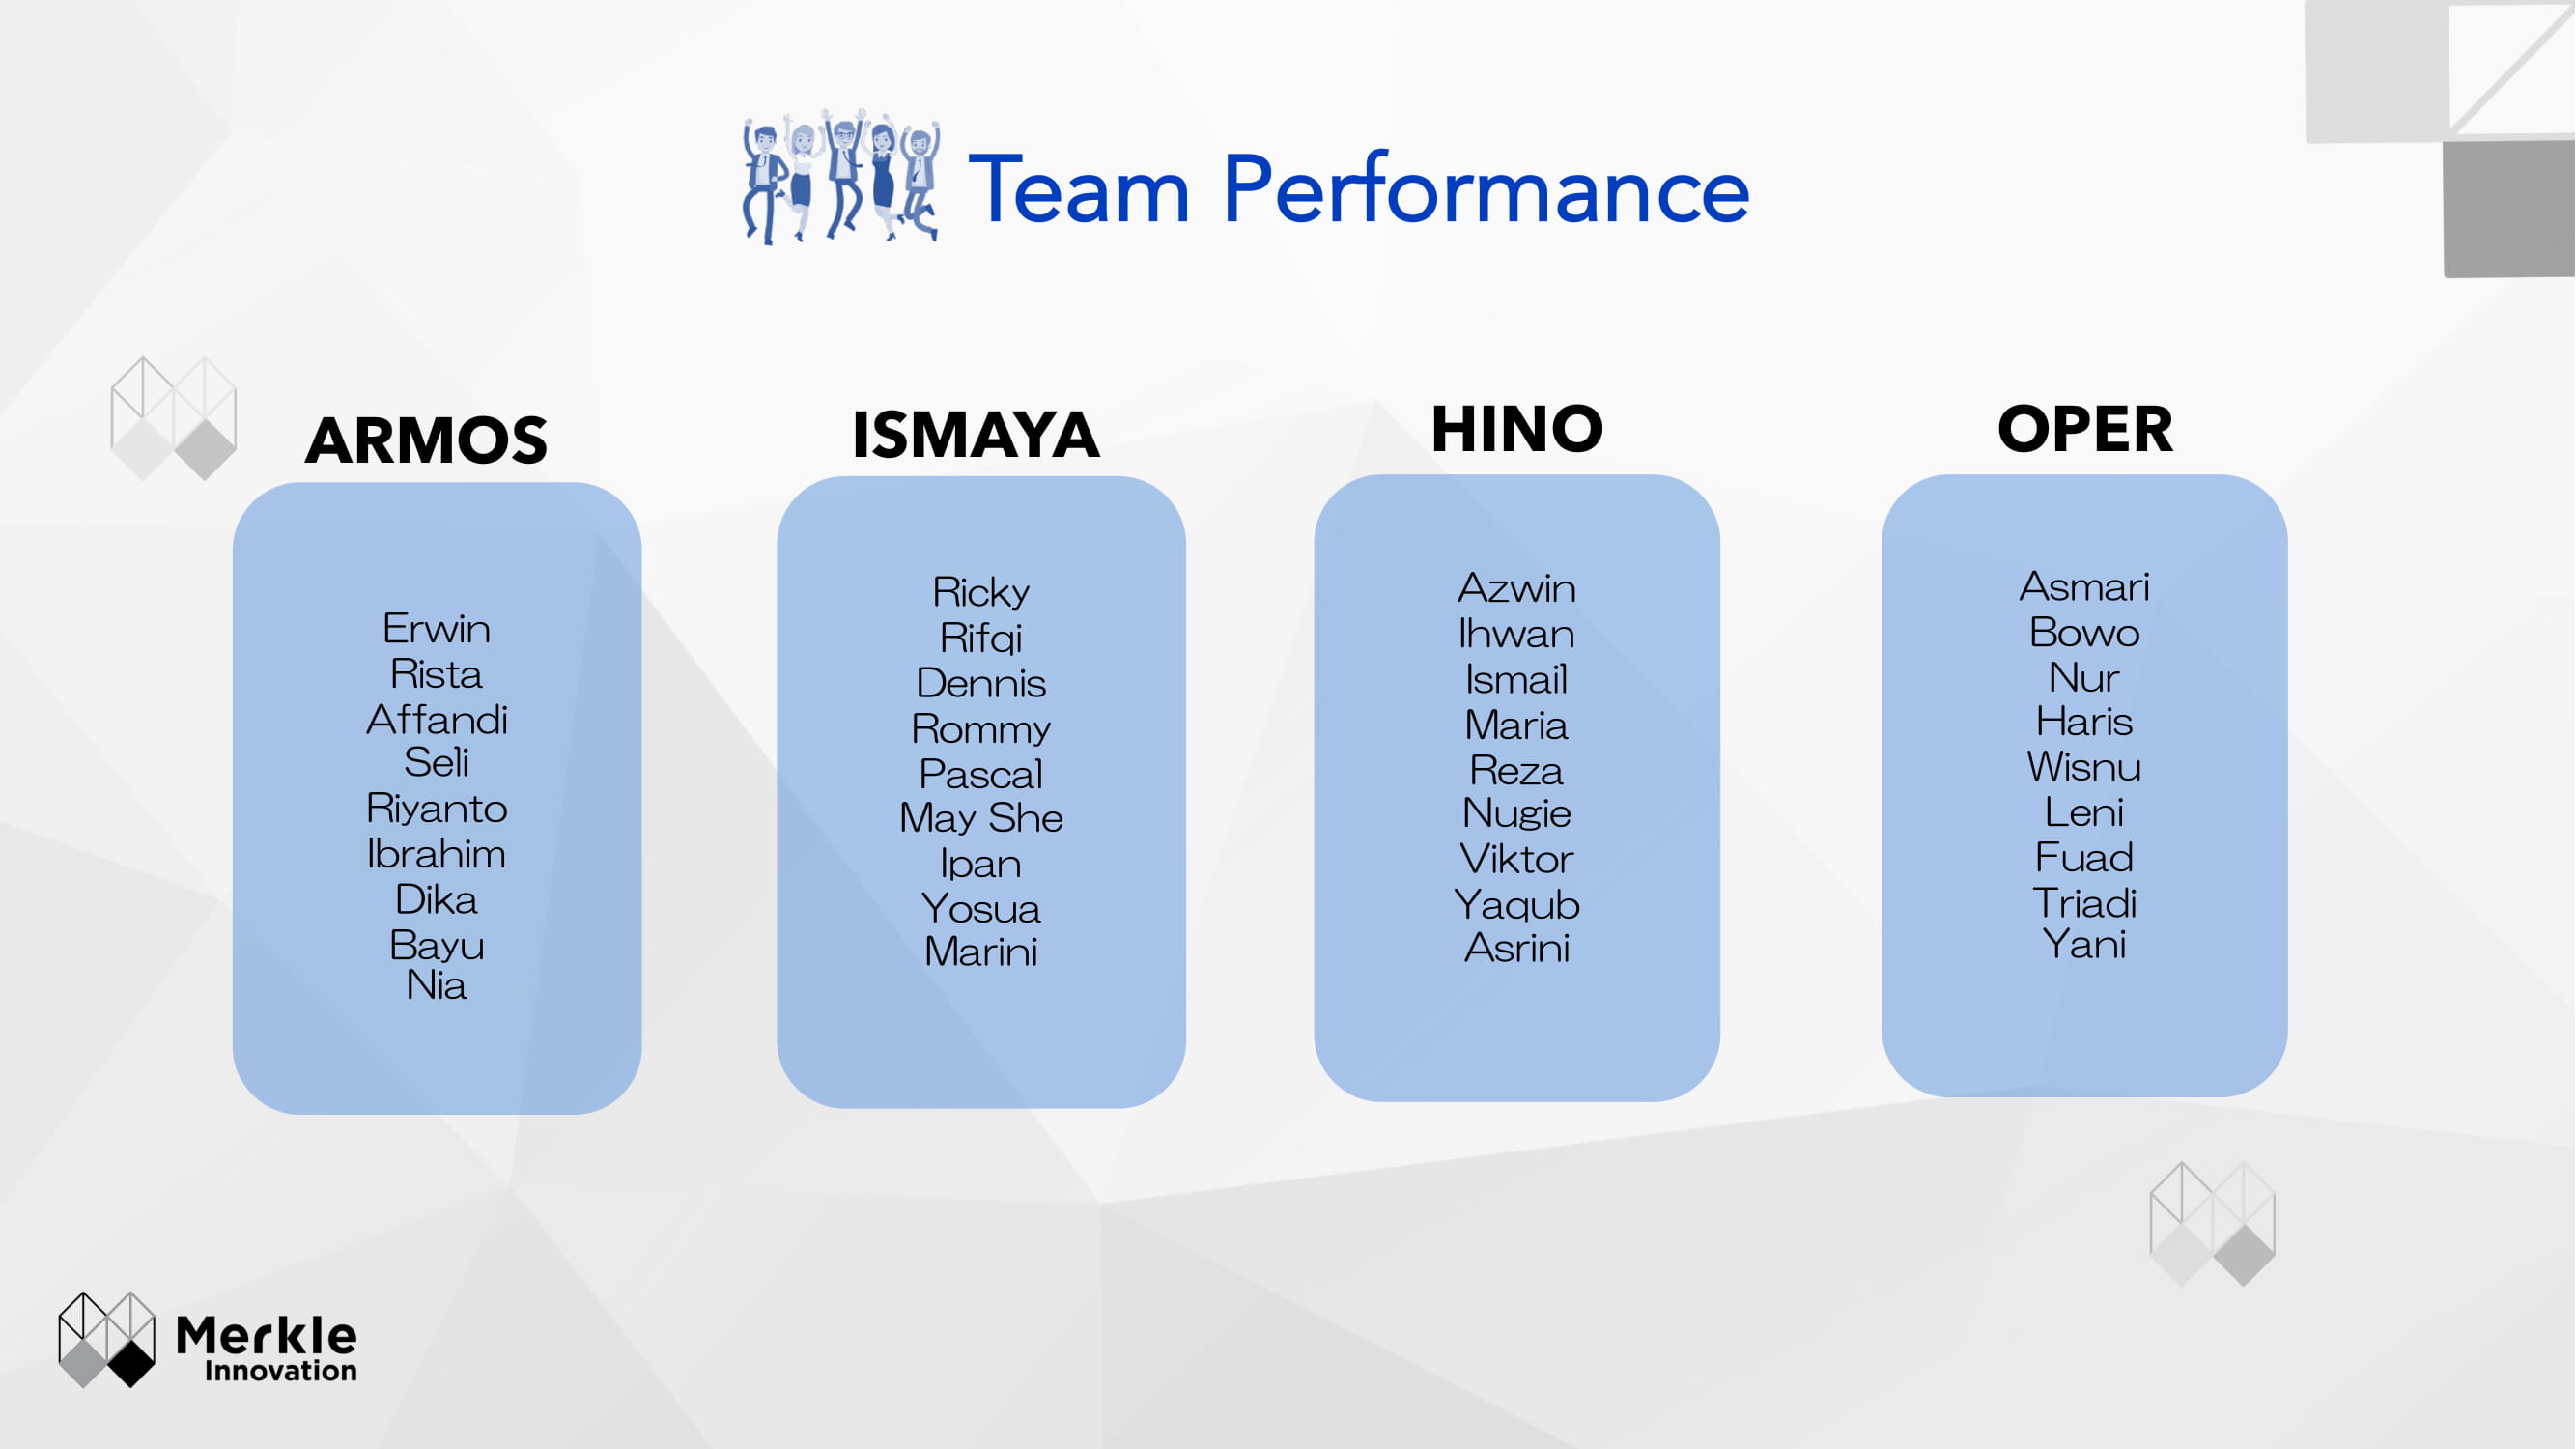 Team Performance
ARMOS
Erwin
Rista
Affandi
Seli
Riyanto
Ibrahim
Dika
Bayu
Nia
ISMAYA
Ricky
Rifqi
Dennis
Rommy
Pascal
May She
Ipan
Yosua
Marini
HINO
Azwin
Ihwan
Ismail
Maria
Reza
Nugie
Viktor
Yaqub
Asrini
OPER
Asmari
Bowo
Nur
Haris
Wisnu
Leni
Fuad
Triadi
Yani
Merkle
Innovation